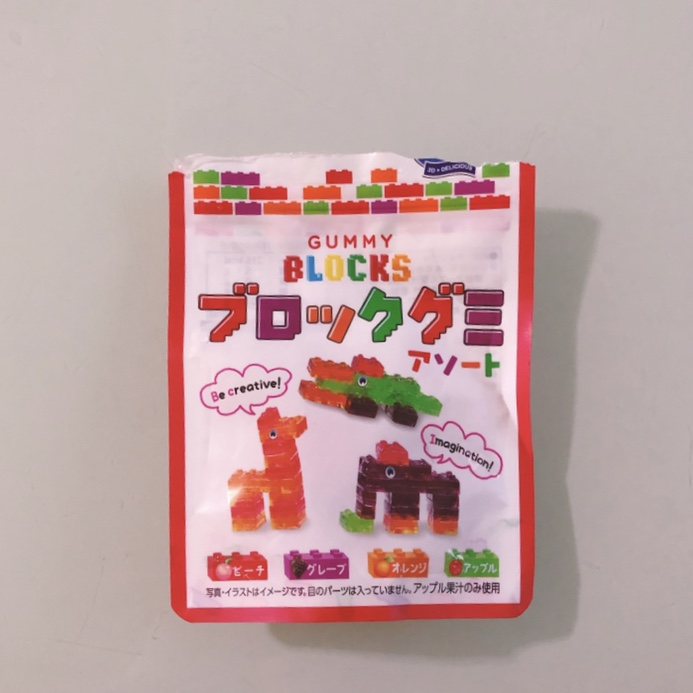 10 • DELICIOUS
GUMMY
BLOCKS
ブロックグミ
アソート
Be creative!
Imagination!
ピーチ
グレープ
オレンジ
アップル
写真・イラストはイメージです。目のパーツは入っていません。アップル果汁のみ使用